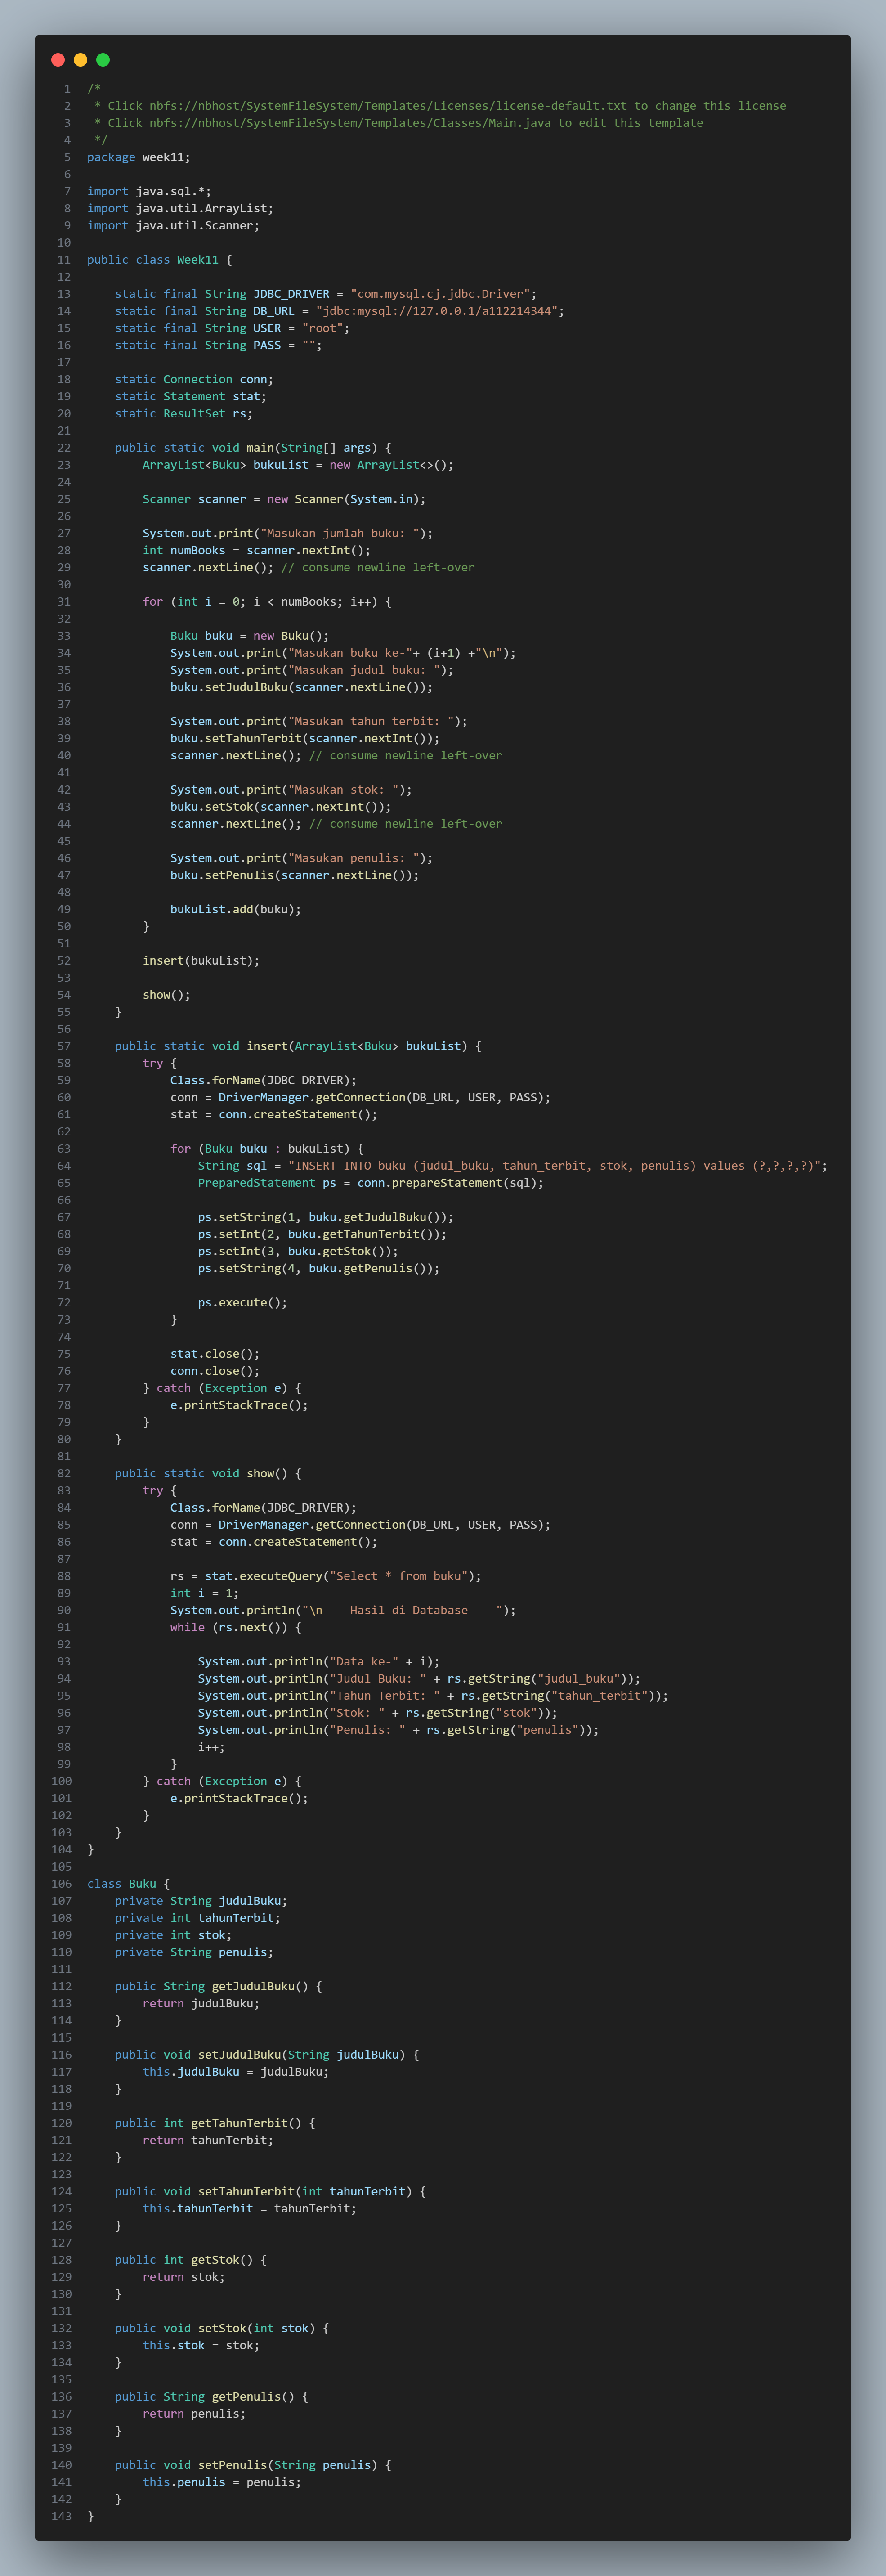 1 /*
2  * Click nbfs://nbhost/SystemFileSystem/Templates/Licenses/license-default.txt to change this license
3  * Click nbfs://nbhost/SystemFileSystem/Templates/Classes/Main.java to edit this template
4  */
5 package week11;
6
7 import java.sql.*;
8 import java.util.ArrayList;
9 import java.util.Scanner;
10
11 public class Week11 {
12
13     static final String JDBC_DRIVER = "com.mysql.cj.jdbc.Driver";
14     static final String DB_URL = "jdbc:mysql://127.0.0.1/a112214344";
15     static final String USER = "root";
16     static final String PASS = "";
17
18     static Connection conn;
19     static Statement stat;
20     static ResultSet rs;
21
22     public static void main(String[] args) {
23         ArrayList<Buku> bukuList = new ArrayList<>();
24
25         Scanner scanner = new Scanner(System.in);
26
27         System.out.print("Masukan jumlah buku: ");
28         int numBooks = scanner.nextInt();
29         scanner.nextLine(); // consume newline left-over
30
31         for (int i = 0; i < numBooks; i++) {
32
33             Buku buku = new Buku();
34             System.out.print("Masukan buku ke-"+ (i+1) +"\n");
35             System.out.print("Masukan judul buku: ");
36             buku.setJudulBuku(scanner.nextLine());
37
38             System.out.print("Masukan tahun terbit: ");
39             buku.setTahunTerbit(scanner.nextInt());
40             scanner.nextLine(); // consume newline left-over
41
42             System.out.print("Masukan stok: ");
43             buku.setStok(scanner.nextInt());
44             scanner.nextLine(); // consume newline left-over
45
46             System.out.print("Masukan penulis: ");
47             buku.setPenulis(scanner.nextLine());
48
49             bukuList.add(buku);
50         }
51
52         insert(bukuList);
53
54         show();
55     }
56
57     public static void insert(ArrayList<Buku> bukuList) {
58         try {
59             Class.forName(JDBC_DRIVER);
60             conn = DriverManager.getConnection(DB_URL, USER, PASS);
61             stat = conn.createStatement();
62
63             for (Buku buku : bukuList) {
64                 String sql = "INSERT INTO buku (judul_buku, tahun_terbit, stok, penulis) values (?,?,?,?)";
65                 PreparedStatement ps = conn.prepareStatement(sql);
66
67                 ps.setString(1, buku.getJudulBuku());
68                 ps.setInt(2, buku.getTahunTerbit());
69                 ps.setInt(3, buku.getStok());
70                 ps.setString(4, buku.getPenulis());
71
72                 ps.execute();
73             }
74
75             stat.close();
76             conn.close();
77         } catch (Exception e) {
78             e.printStackTrace();
79         }
80     }
81
82     public static void show() {
83         try {
84             Class.forName(JDBC_DRIVER);
85             conn = DriverManager.getConnection(DB_URL, USER, PASS);
86             stat = conn.createStatement();
87
88             rs = stat.executeQuery("Select * from buku");
89             int i = 1;
90             System.out.println("\n----Hasil di Database----");
91             while (rs.next()) {
92
93                 System.out.println("Data ke-" + i);
94                 System.out.println("Judul Buku: " + rs.getString("judul_buku"));
95                 System.out.println("Tahun Terbit: " + rs.getString("tahun_terbit"));
96                 System.out.println("Stok: " + rs.getString("stok"));
97                 System.out.println("Penulis: " + rs.getString("penulis"));
98                 i++;
99             }
100         } catch (Exception e) {
101             e.printStackTrace();
102         }
103     }
104 }
105
106 class Buku {
107     private String judulBuku;
108     private int tahunTerbit;
109     private int stok;
110     private String penulis;
111
112     public String getJudulBuku() {
113         return judulBuku;
114     }
115
116     public void setJudulBuku(String judulBuku) {
117         this.judulBuku = judulBuku;
118     }
119
120     public int getTahunTerbit() {
121         return tahunTerbit;
122     }
123
124     public void setTahunTerbit(int tahunTerbit) {
125         this.tahunTerbit = tahunTerbit;
126     }
127
128     public int getStok() {
129         return stok;
130     }
131
132     public void setStok(int stok) {
133         this.stok = stok;
134     }
135
136     public String getPenulis() {
137         return penulis;
138     }
139
140     public void setPenulis(String penulis) {
141         this.penulis = penulis;
142     }
143 }